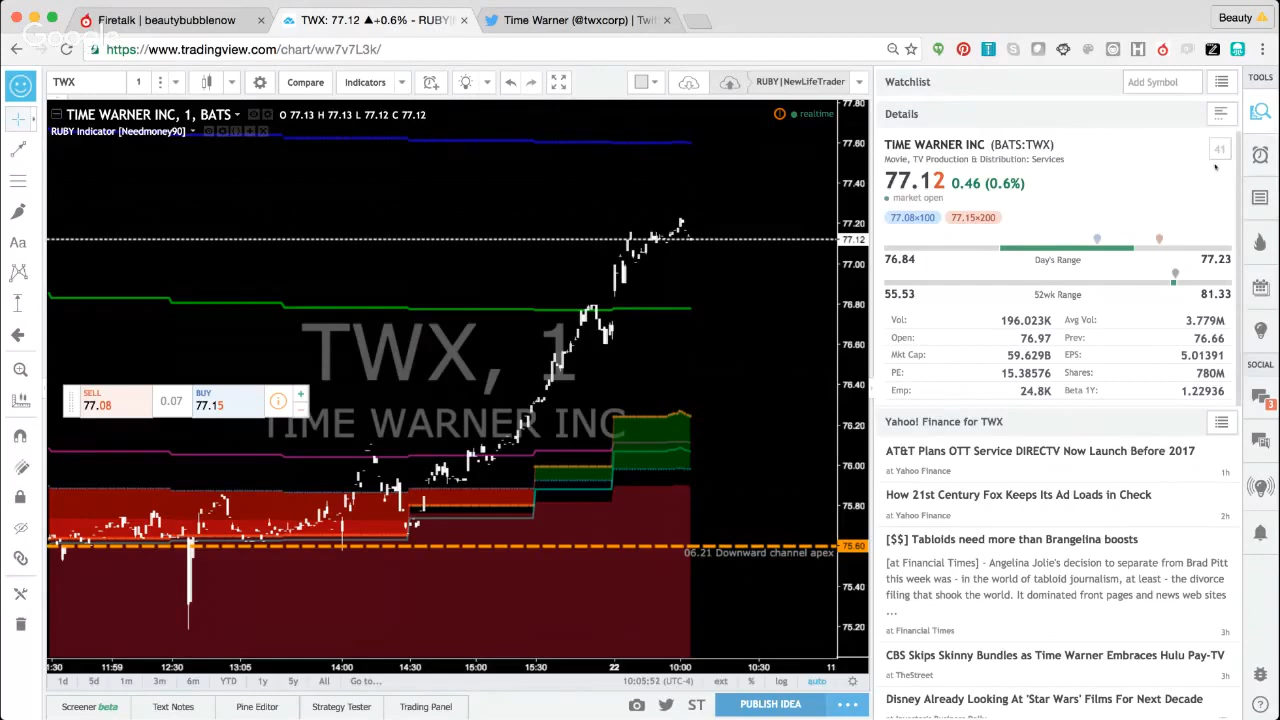 Firetalk | beautybubblenow
TWX: 77.12 ▲+0.6% - RUBY!
Time Warner (@twxcorp) | Twit
Beauty
Google
https://www.tradingview.com/chart/ww7v7L3k/
TWX
1
Compare
Indicators
RUBY|NewLifeTrader
Watchlist
Add Symbol
TOOLS
TIME WARNER INC, 1, BATS
O 77.13 H 77.13 L 77.12 C 77.12
realtime
RUBY Indicator [Needmoney90]
77.80
77.60
77.40
77.20
77.12
77.00
76.80
76.60
76.40
76.20
76.00
75.80
75.60
75.40
75.20
TWX, 1
TIME WARNER INC
SELL
77.08
0.07
BUY
77.15
06.21 Downward channel apex
:30
11:59
12:30
13:05
14:00
14:30
15:00
15:30
22
14:00
10:30
11
1d
5d
1m
3m
6m
YTD
1y
5y
All
Go to...
10:05:52 (UTC-4)
ext
%
log
auto
Screener beta
Text Notes
Pine Editor
Strategy Tester
Trading Panel
ST
PUBLISH IDEA
Details
TIME WARNER INC (BATS:TWX)
41
Movie, TV Production & Distribution: Services
77.12 0.46 (0.6%)
market open
77.08×100
77.15×200
76.84
Day's Range
77.23
55.53
52wk Range
81.33
Vol: 196.023K Avg Vol: 3.779M
Open: 76.97 Prev: 76.66
Mkt Cap: 59.629B EPS: 5.01391
PE: 15.38576 Shares: 780M
Emp: 24.8K Beta 1Y: 1.22936
SOCIAL
3
Yahoo! Finance for TWX
AT&T Plans OTT Service DIRECTV Now Launch Before 2017
at Yahoo Finance
1h
How 21st Century Fox Keeps Its Ad Loads in Check
at Yahoo Finance
2h
[$$] Tabloids need more than Brangelina boosts
[at Financial Times] - Angelina Jolie's decision to separate from Brad Pitt
this week was - in the world of tabloid journalism, at least - the divorce
filing that shook the world. It dominated front pages and news web sites
...
at Financial Times
3h
CBS Skips Skinny Bundles as Time Warner Embraces Hulu Pay-TV
at TheStreet
3h
Disney Already Looking At 'Star Wars' Films For Next Decade